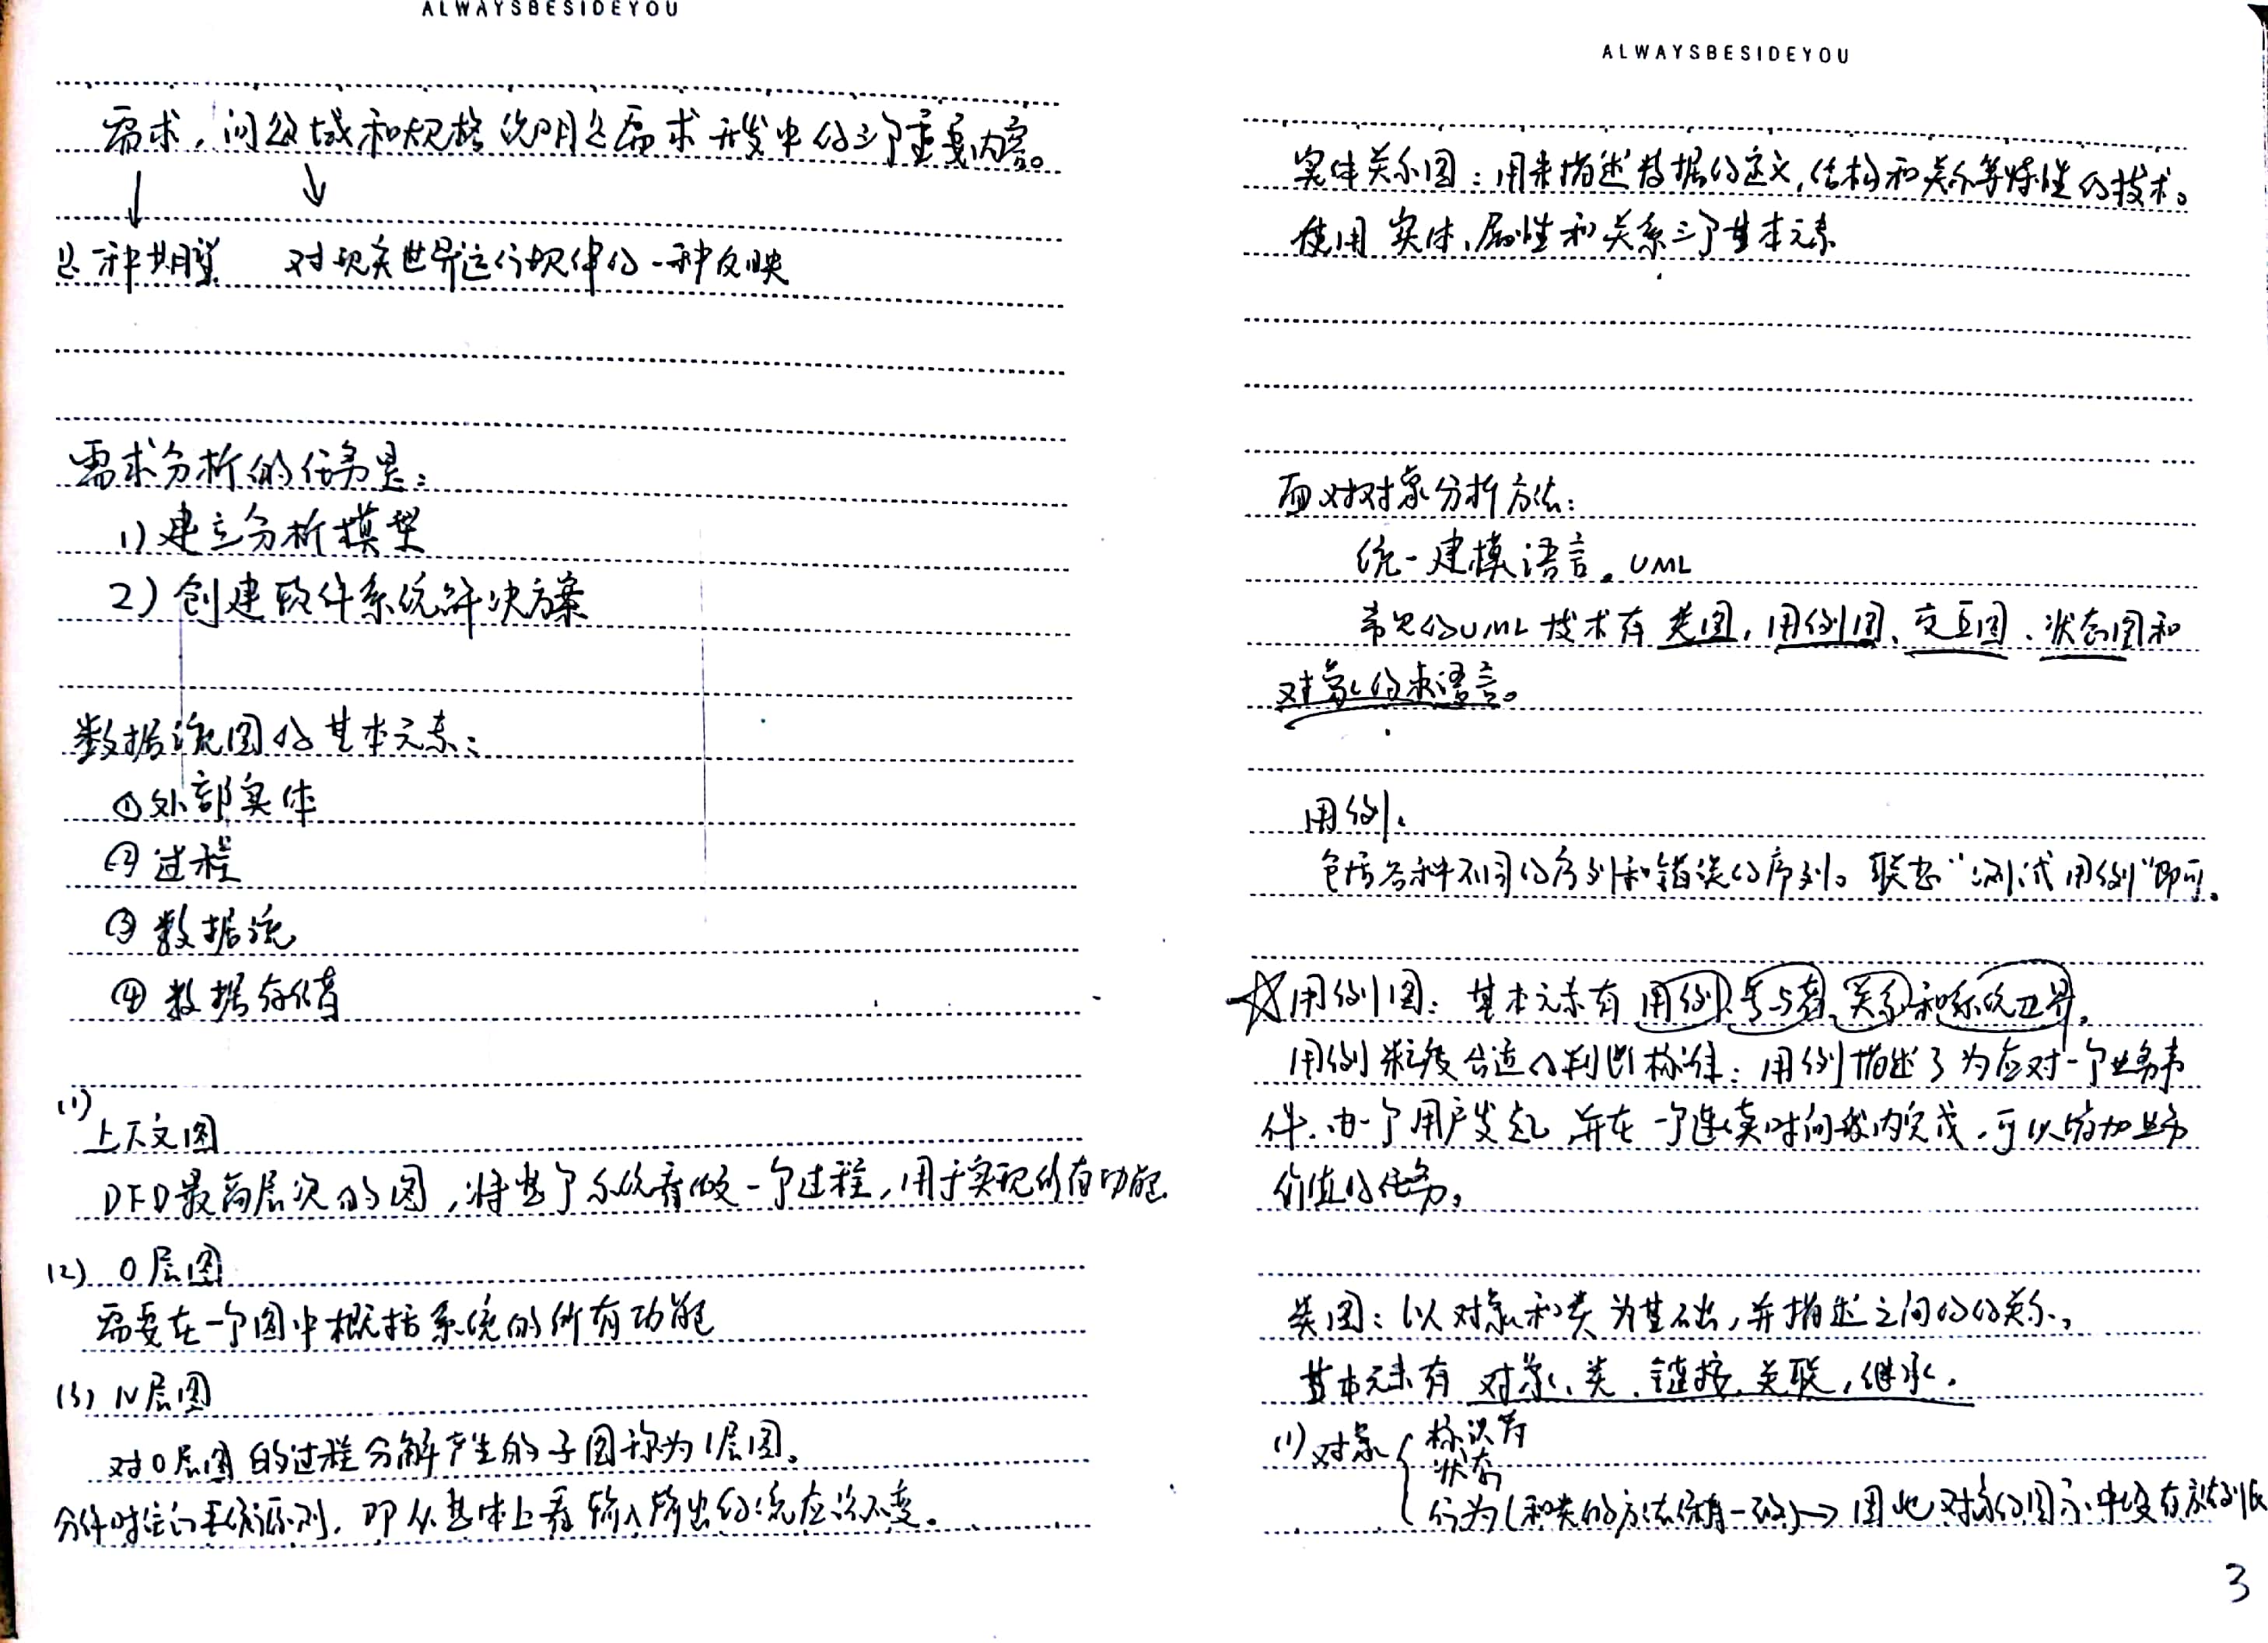 ALWAYSBESIDEYOU
需求，问题域和规格说明是需求开发中的三个重要内容。
↓ ↓
是一种期望 对现实世界运行规律的一种反映
需求分析的任务是：
1) 建立分析模型
2) 创建软件系统解决方案
数据流图的基本元素：
①外部实体
②过程
③数据流
④数据存储
(1)
上下文图
DFD最高层次的图，将整个系统看做一个过程，用于实现所有功能
(2) 0层图
需要在一个图中概括系统的所有功能
(3) N层图
对0层图的过程分解产生的子图称为1层图。
分解时注平衡原则，即从整体上看输入输出的流应该不变。
ALWAYSBESIDEYOU
实体关系图：用来描述数据的定义，结构和关系等特性的技术。
使用 实体、属性和关系三个基本元素
面对对象分析方法：
统一建模语言。UML
常见的UML技术有 类图，用例图、交互图、状态图和
对象约束语言。
用例：
包括各种不同的序列和错误的序列。联想“测试用例”即可。
☆用例图：基本元素有 用例、参与者、关系和系统边界。
用例粒度合适的判断标准：用例描述了为应对一个业务事
件，由一个用户发起，并在一个连续时间段内完成，可以增加业务
价值的任务。
类图：以对象和类为基础，并描述之间的的关系，
基本元素有 对象、类、链接、关联，继承。
(1) 对象{标识符
状态
行为(和类的方法保持一致)→因此对象的图示中没有方法列
3